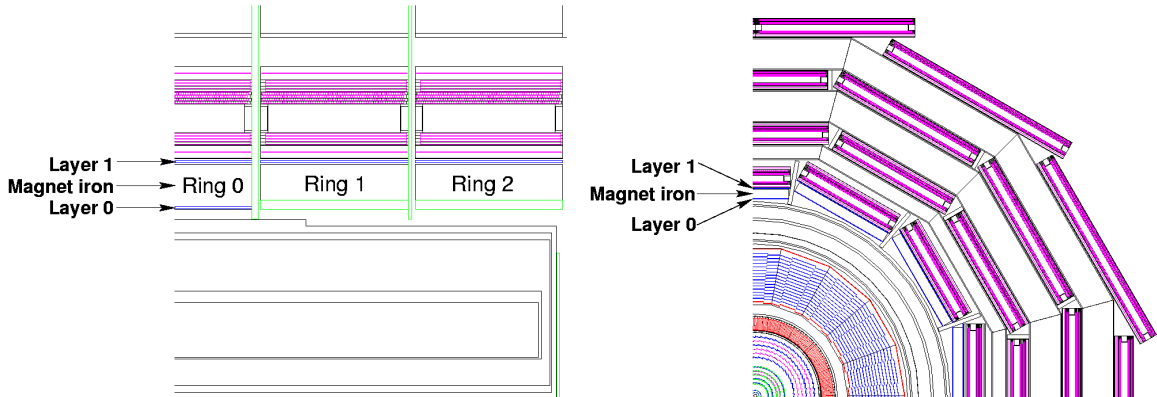 Layer 1
Magnet iron
Layer 0
Ring 0
Ring 1
Ring 2
Layer 1
Magnet iron
Layer 0